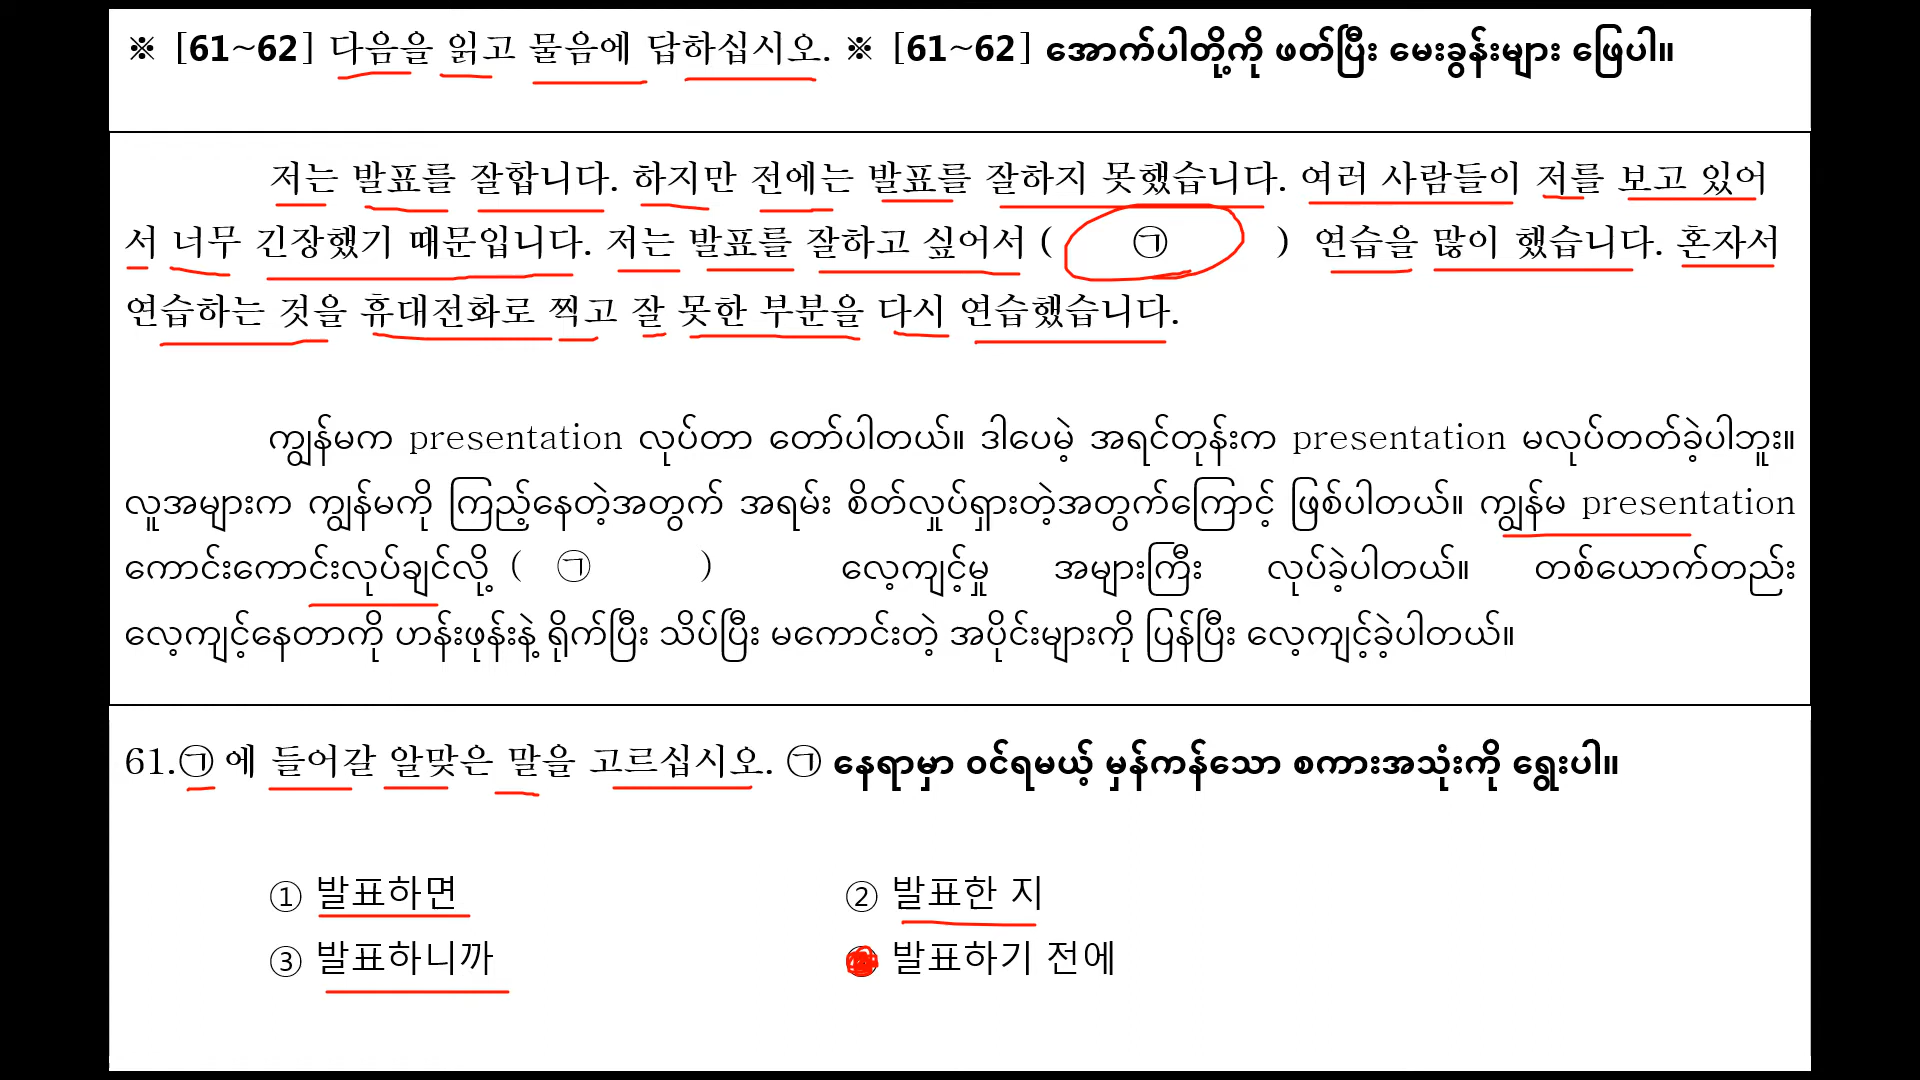 ※ [61~62] 다음을 읽고 물음에 답하십시오. ※ [61~62] အောက်ပါတို့ကို ဖတ်ပြီး မေးခွန်းများ ဖြေပါ။
저는 발표를 잘합니다. 하지만 전에는 발표를 잘하지 못했습니다. 여러 사람들이 저를 보고 있어
서 너무 긴장했기 때문입니다. 저는 발표를 잘하고 싶어서 ( ㉠ ) 연습을 많이 했습니다. 혼자서
연습하는 것을 휴대전화로 찍고 잘 못한 부분을 다시 연습했습니다.
ကျွန်မက presentation လုပ်တာ တော်ပါတယ်။ ဒါပေမဲ့ အရင်တုန်းက presentation မလုပ်တတ်ခဲ့ပါဘူး။
လူအများက ကျွန်မကို ကြည့်နေတဲ့အတွက် အရမ်း စိတ်လှုပ်ရှားတဲ့အတွက်ကြောင့် ဖြစ်ပါတယ်။ ကျွန်မ presentation
ကောင်းကောင်းလုပ်ချင်လို့ ( ㉠ ) လေ့ကျင့်မှု အများကြီး လုပ်ခဲ့ပါတယ်။ တစ်ယောက်တည်း
လေ့ကျင့်နေတာကို ဟန်းဖုန်းနဲ့ ရိုက်ပြီး သိပ်ပြီး မကောင်းတဲ့ အပိုင်းများကို ပြန်ပြီး လေ့ကျင့်ခဲ့ပါတယ်။
61.㉠ 에 들어갈 알맞은 말을 고르십시오. ㉠ နေရာမှာ ဝင်ရမယ့် မှန်ကန်သော စကားအသုံးကို ရွေးပါ။
① 발표하면 ② 발표한 지
③ 발표하니까 발표하기 전에